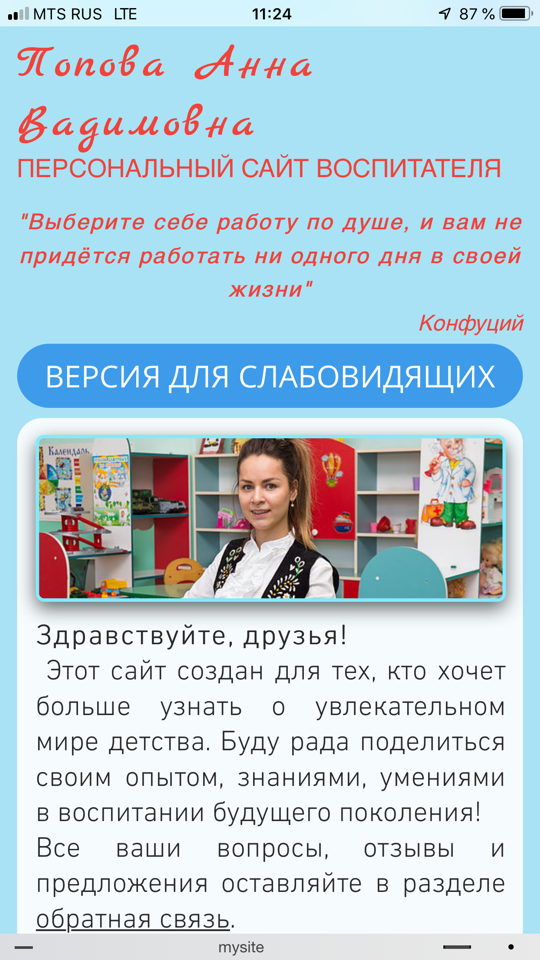 MTS RUS LTE 11:24 87 %
Попова Анна
Вадимовна
ПЕРСОНАЛЬНЫЙ САЙТ ВОСПИТАТЕЛЯ
"Выберите себе работу по душе, и вам не
придётся работать ни одного дня в своей
жизни"
Конфуций
ВЕРСИЯ ДЛЯ СЛАБОВИДЯЩИХ
Календарь
Здравствуйте, друзья!
Этот сайт создан для тех, кто хочет
больше узнать о увлекательном
мире детства. Буду рада поделиться
своим опытом, знаниями, умениями
в воспитании будущего поколения!
Все ваши вопросы, отзывы и
предложения оставляйте в разделе
обратная связь.
mysite